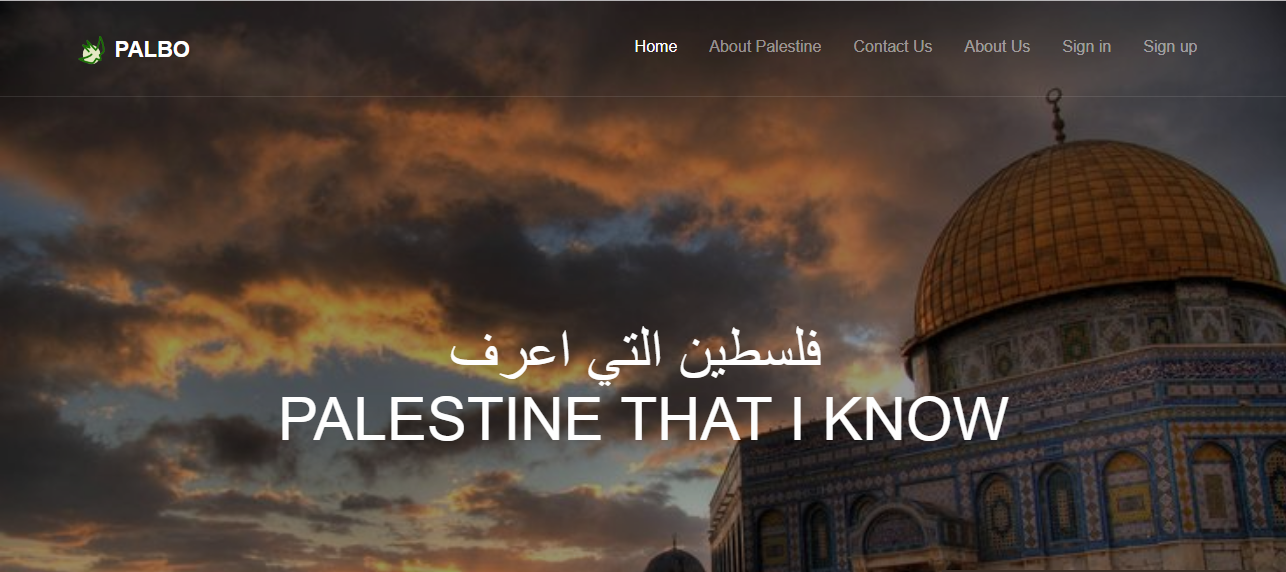 PALBO
Home About Palestine Contact Us About Us Sign in Sign up
فلسطين التي اعرف
PALESTINE THAT I KNOW